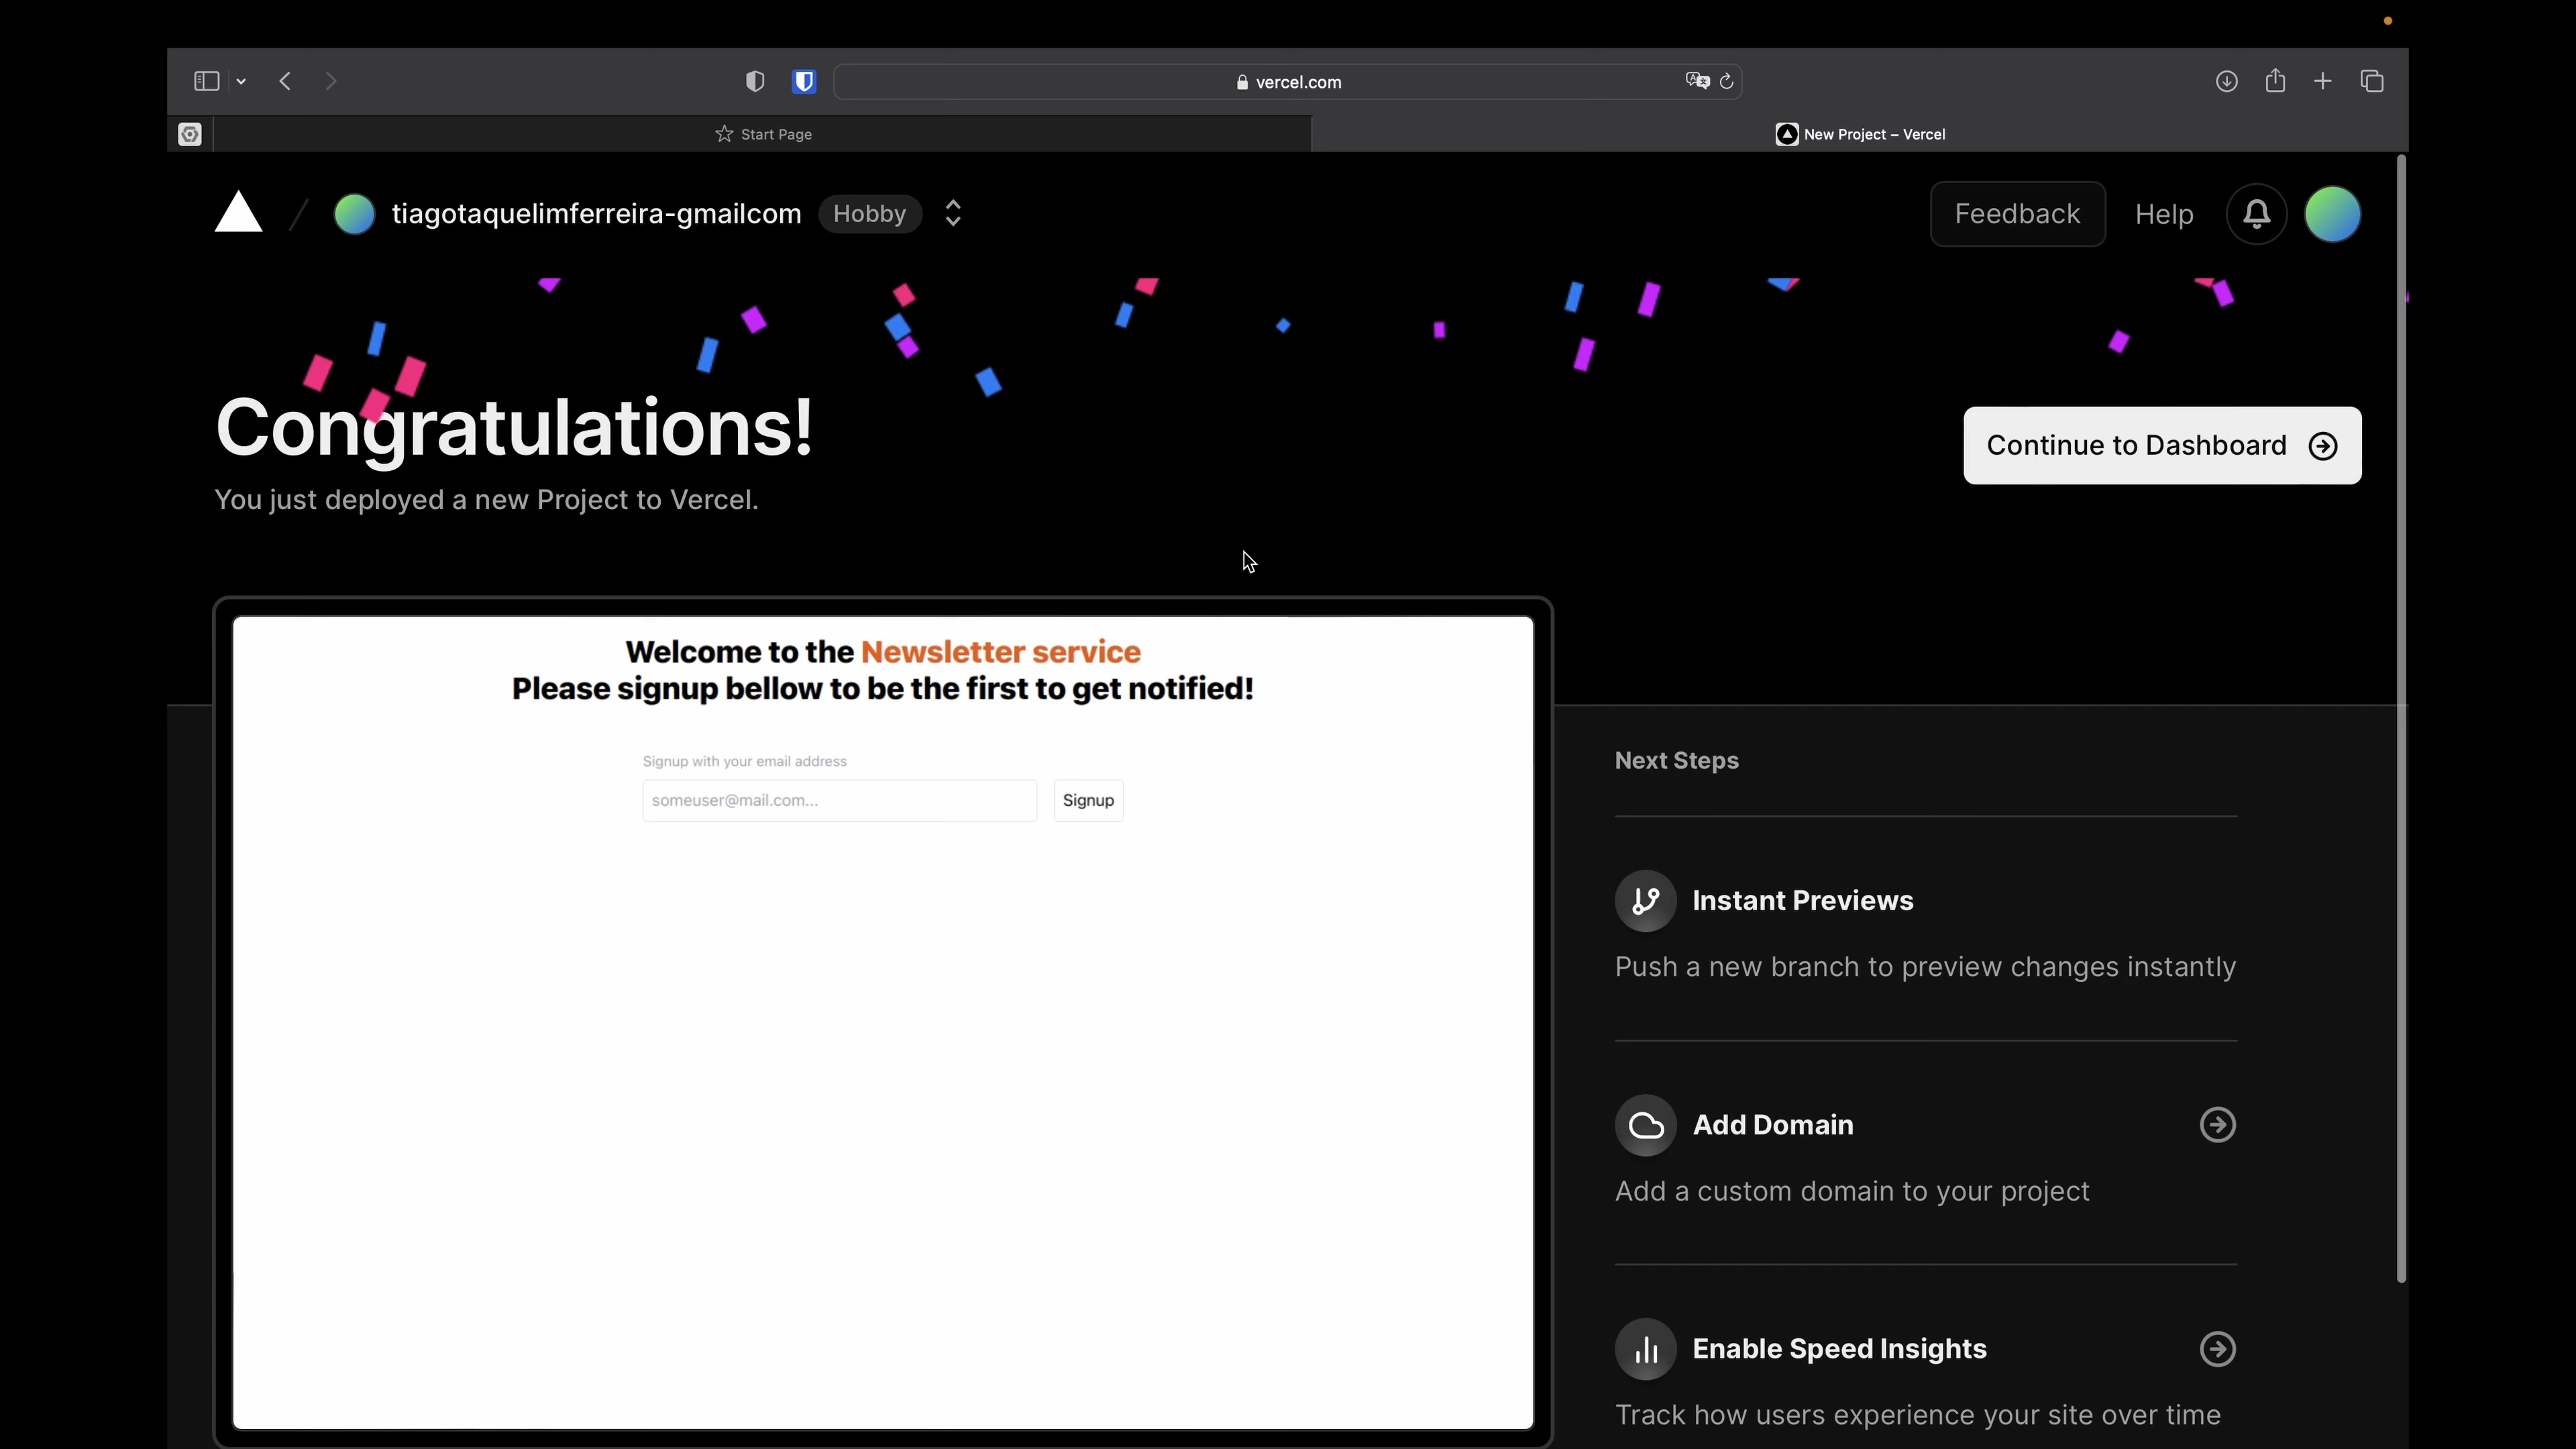 vercel.com
Start Page
New Project – Vercel
tiagotaquelimferreira-gmailcom Hobby
Feedback Help
Congratulations!
You just deployed a new Project to Vercel.
Continue to Dashboard
Welcome to the Newsletter service
Please signup bellow to be the first to get notified!
Signup with your email address
someuser@mail.com...
Signup
Next Steps
Instant Previews
Push a new branch to preview changes instantly
Add Domain
Add a custom domain to your project
Enable Speed Insights
Track how users experience your site over time